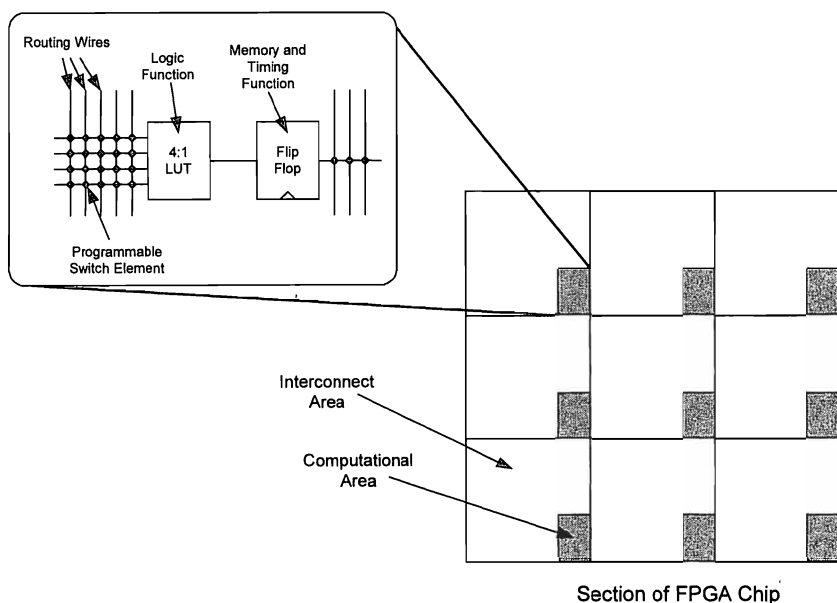 Routing Wires
Logic
Function
Memory and
Timing
Function
4:1
LUT
Flip
Flop
Programmable
Switch Element
Interconnect
Area
Computational
Area
Section of FPGA Chip